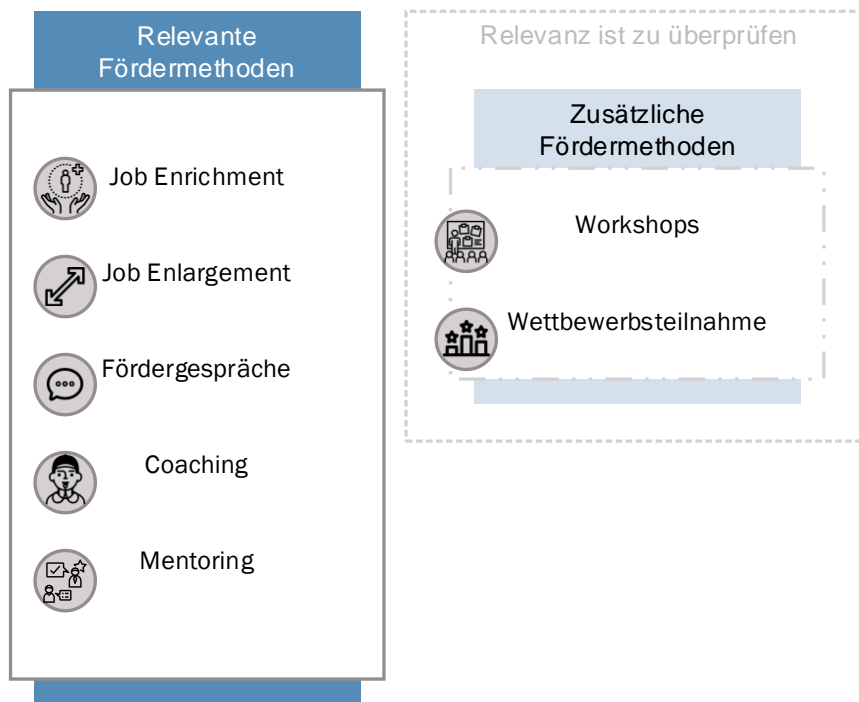 Relevante
Fördermethoden
Job Enrichment
Job Enlargement
Fördergespräche
Coaching
Mentoring
Relevanz ist zu überprüfen
Zusätzliche
Fördermethoden
Workshops
Wettbewerbsteilnahme